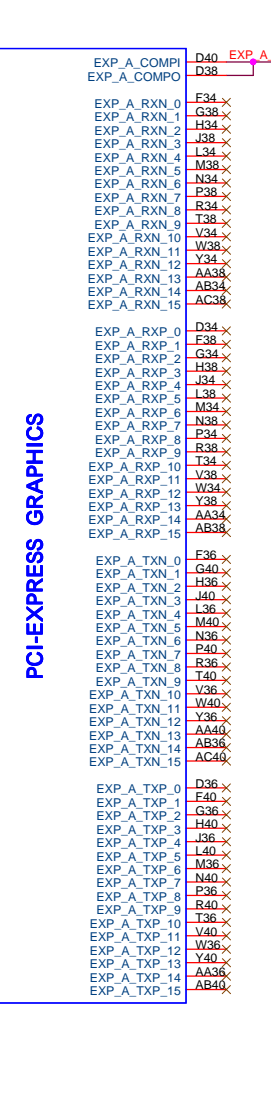 EXP_A_COMPI D40 EXP_A_
EXP_A_COMPO D38
EXP_A_RXN_0 F34
EXP_A_RXN_1 G38
EXP_A_RXN_2 H34
EXP_A_RXN_3 J38
EXP_A_RXN_4 L34
EXP_A_RXN_5 M38
EXP_A_RXN_6 N34
EXP_A_RXN_7 P38
EXP_A_RXN_8 R34
EXP_A_RXN_9 T38
EXP_A_RXN_10 V34
EXP_A_RXN_11 W38
EXP_A_RXN_12 Y34
EXP_A_RXN_13 AA38
EXP_A_RXN_14 AB34
EXP_A_RXN_15 AC38
EXP_A_RXP_0 D34
EXP_A_RXP_1 F38
EXP_A_RXP_2 G34
EXP_A_RXP_3 H38
EXP_A_RXP_4 J34
EXP_A_RXP_5 L38
EXP_A_RXP_6 M34
EXP_A_RXP_7 N38
EXP_A_RXP_8 P34
EXP_A_RXP_9 R38
EXP_A_RXP_10 T34
EXP_A_RXP_11 V38
EXP_A_RXP_12 W34
EXP_A_RXP_13 Y38
EXP_A_RXP_14 AA34
EXP_A_RXP_15 AB38
PCI-EXPRESS GRAPHICS
EXP_A_TXN_0 F36
EXP_A_TXN_1 G40
EXP_A_TXN_2 H36
EXP_A_TXN_3 J40
EXP_A_TXN_4 L36
EXP_A_TXN_5 M40
EXP_A_TXN_6 N36
EXP_A_TXN_7 P40
EXP_A_TXN_8 R36
EXP_A_TXN_9 T40
EXP_A_TXN_10 V36
EXP_A_TXN_11 W40
EXP_A_TXN_12 Y36
EXP_A_TXN_13 AA40
EXP_A_TXN_14 AB36
EXP_A_TXN_15 AC40
EXP_A_TXP_0 D36
EXP_A_TXP_1 F40
EXP_A_TXP_2 G36
EXP_A_TXP_3 H40
EXP_A_TXP_4 J36
EXP_A_TXP_5 L40
EXP_A_TXP_6 M36
EXP_A_TXP_7 N40
EXP_A_TXP_8 P36
EXP_A_TXP_9 R40
EXP_A_TXP_10 T36
EXP_A_TXP_11 V40
EXP_A_TXP_12 W36
EXP_A_TXP_13 Y40
EXP_A_TXP_14 AA36
EXP_A_TXP_15 AB40